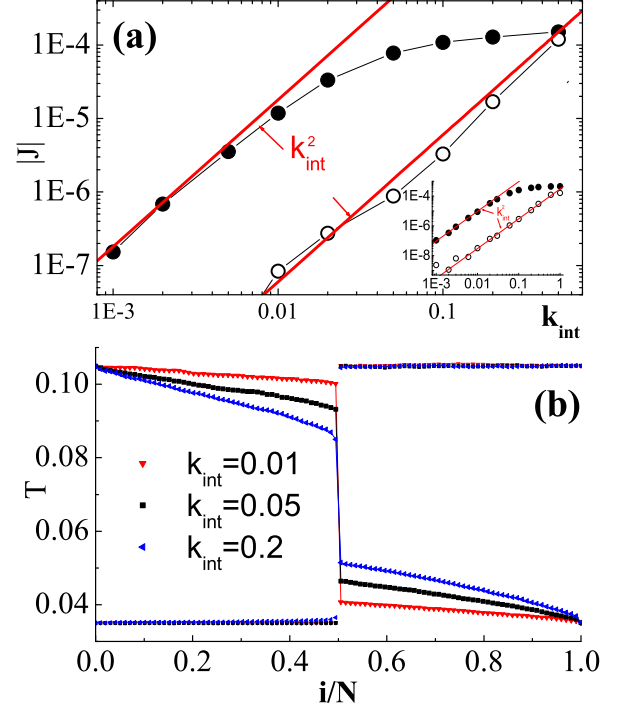 (a)
1E-4
1E-5
1E-6
1E-7
|J|
k²int
1E-4
1E-6
1E-8
1E-3
0.01
0.1
1
k²int
1E-3
0.01
0.1
kint
(b)
0.10
0.08
0.06
0.04
T
kint=0.01
kint=0.05
kint=0.2
0.0
0.2
0.4
0.6
0.8
1.0
i/N